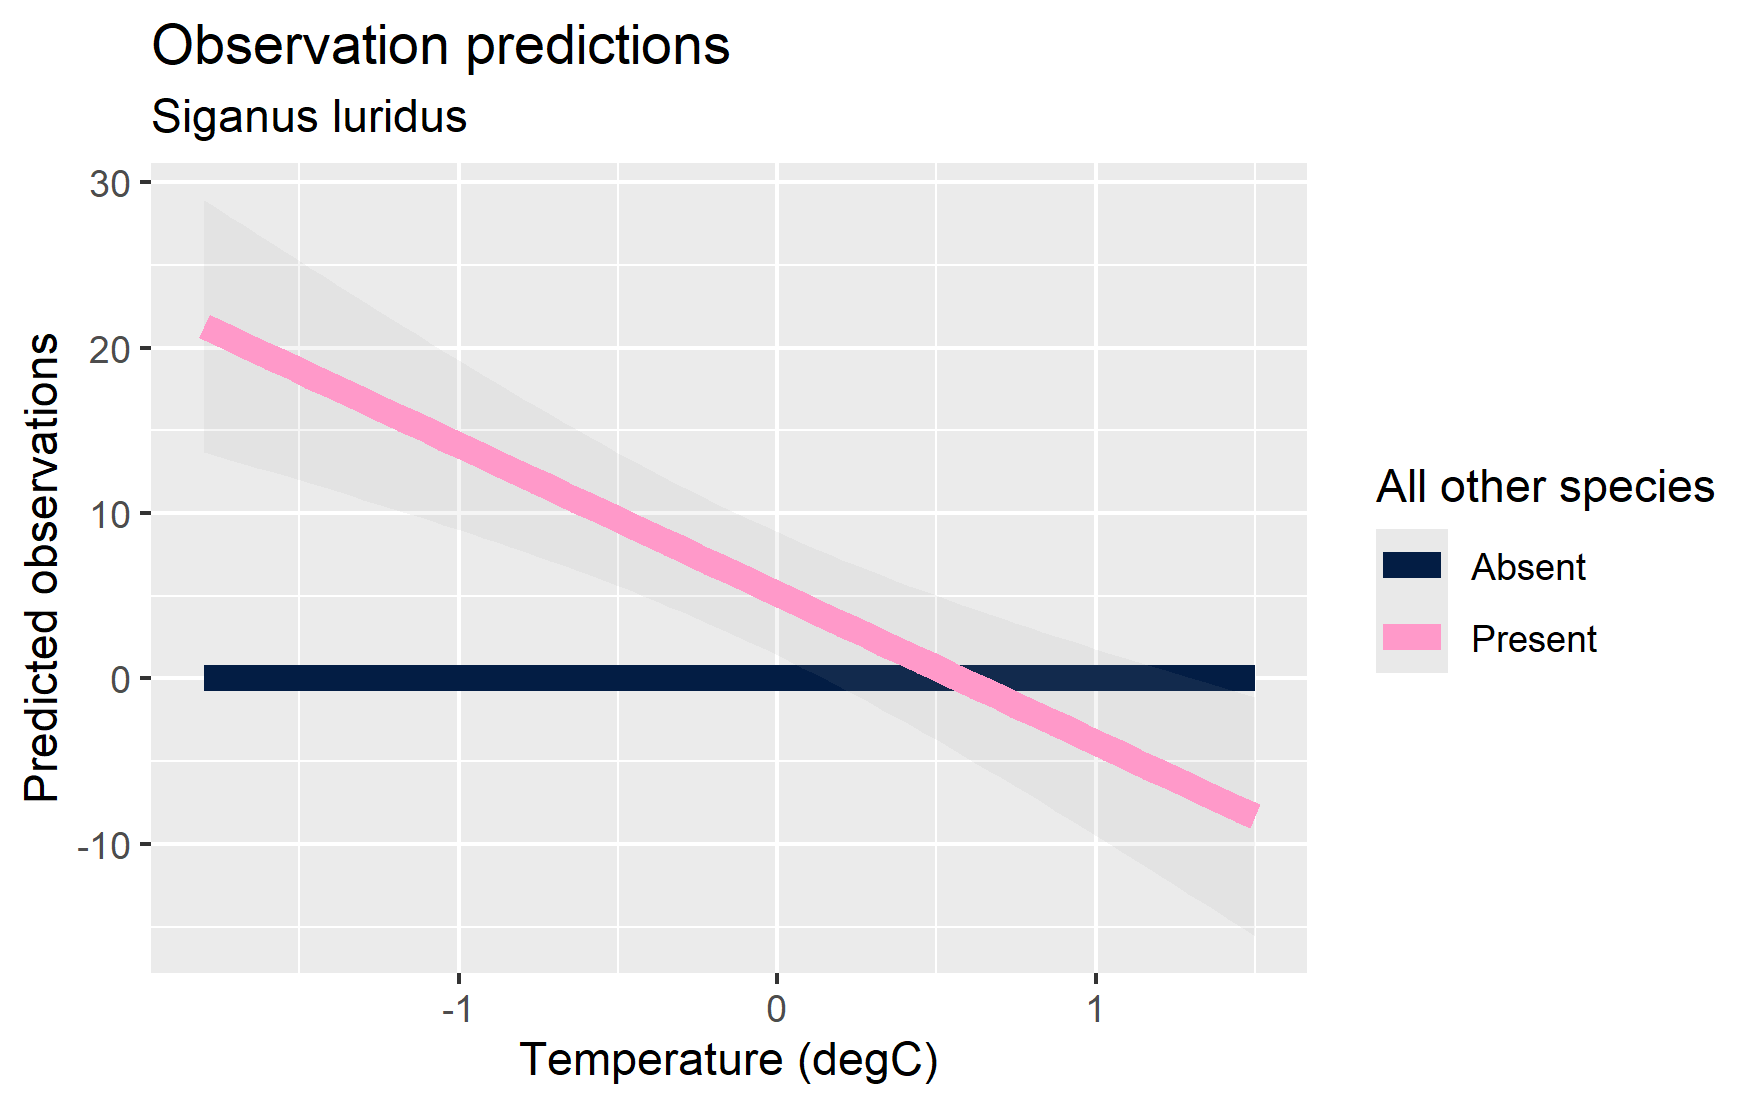 Observation predictions
Siganus luridus
Predicted observations
30
20
10
0
-10
-1
0
1
Temperature (degC)
All other species
Absent
Present